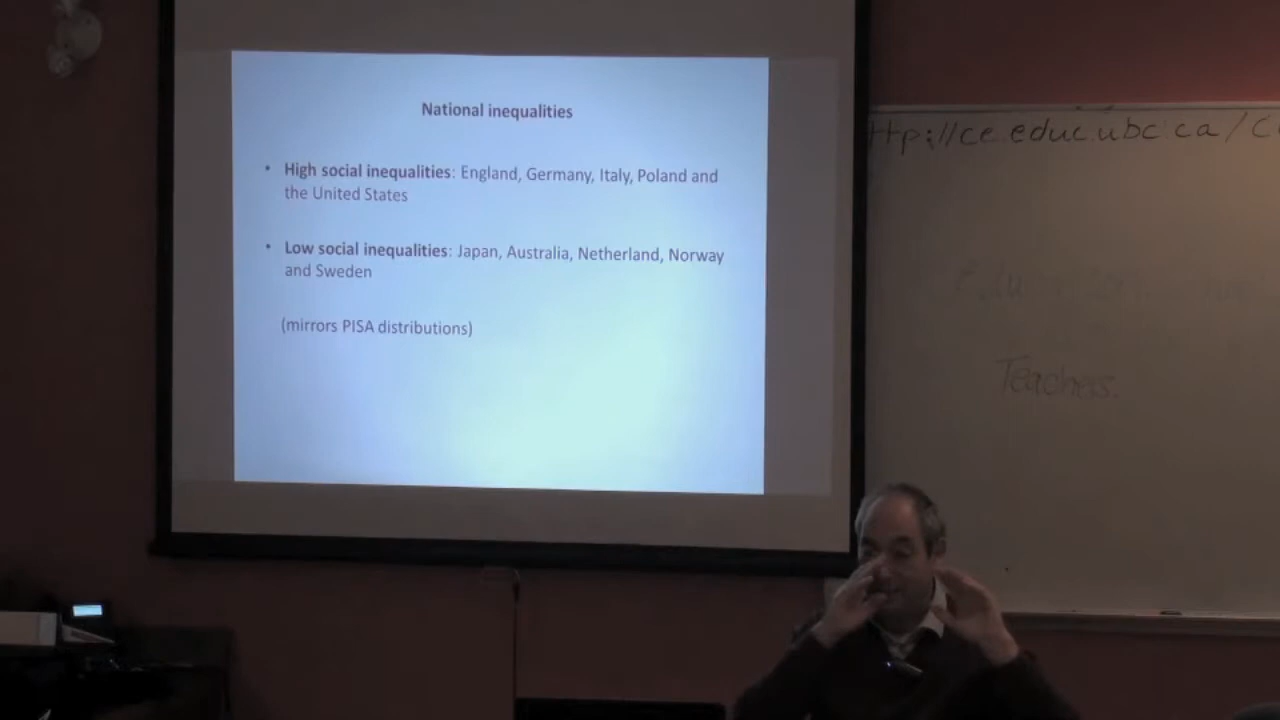 National inequalities
• High social inequalities: England, Germany, Italy, Poland and
the United States
• Low social inequalities: Japan, Australia, Netherland, Norway
and Sweden
(mirrors PISA distributions)
ttp://ce.educ.ubc.ca/C
Teachers.